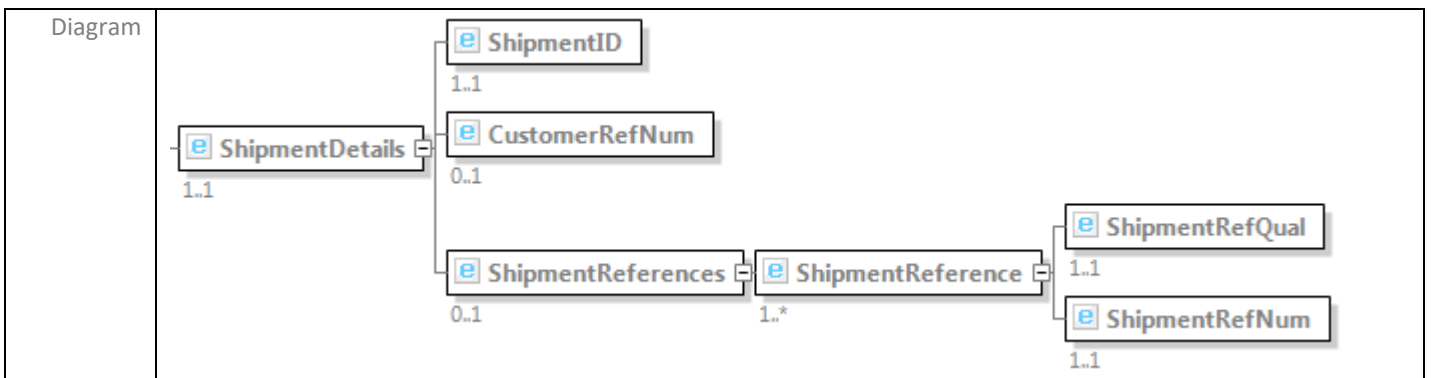 Diagram
e ShipmentID
1..1
e CustomerRefNum
0..1
e ShipmentDetails
1..1
e ShipmentRefQual
1..1
e ShipmentReferences
0..1
e ShipmentReference
1..*
e ShipmentRefNum
1..1